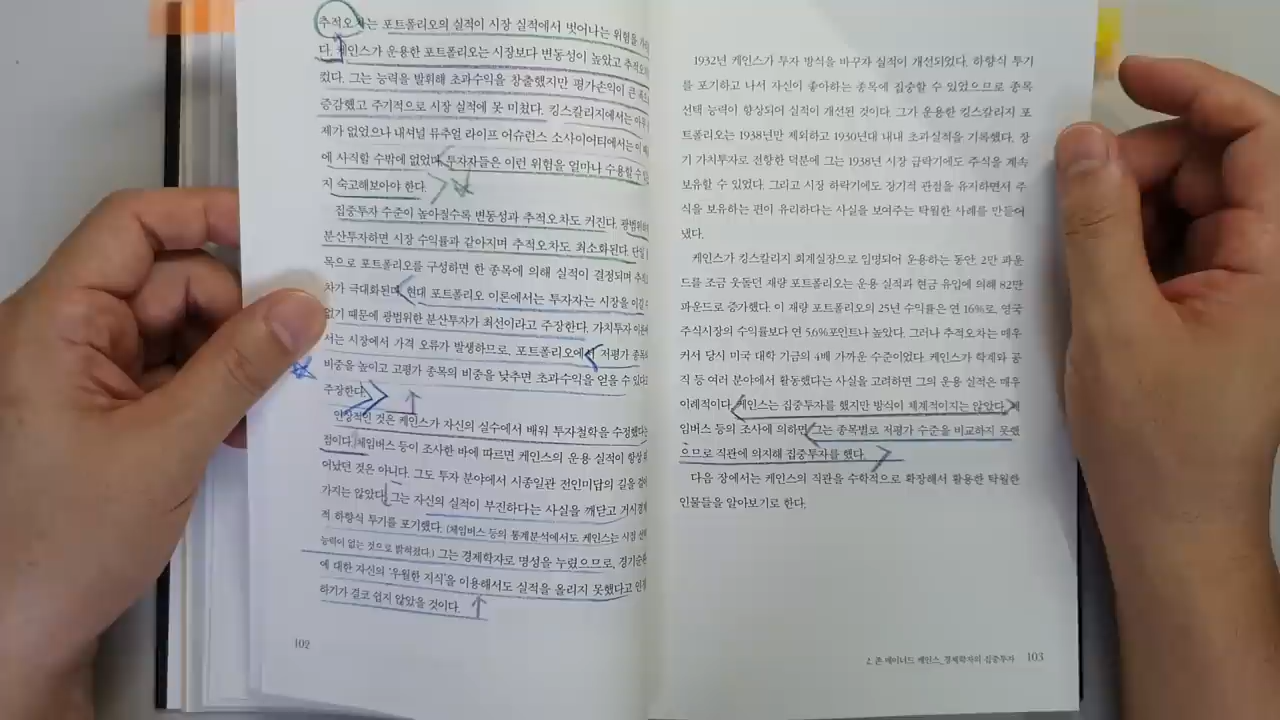 추적오차는 포트폴리오의 실적이 시장 실적에서 벗어나는 위험을
다. 케인스가 운용한 포트폴리오는 시장보다 변동성이 높았고
컸다. 그는 능력을 발휘해 초과수익을 창출했지만 평가손익이 큰
증감했고 주기적으로 시장 실적에 못 미쳤다. 킹스칼리지에서는
제가 없었으나 내셔널 뮤추얼 라이프 어슈런스 소사이어티에서는 이
에 사직할 수밖에 없었며 투자자들은 이런 위험을 얼마나 수용할 수
지 숙고해보아야 한다.
집중투자 수준이 높아질수록 변동성과 추적오차도 커진다.
분산투자하면 시장 수익률과 같아지며 추적오차도 최소화된다.
목으로 포트폴리오를 구성하면 한 종목에 의해 실적이 결정되며
차가 극대화된다. 현대 포트폴리오 이론에서는 투자자는 시장을 이길
없기 때문에 광범위한 분산투자가 최선이라고 주장한다. 가치투자
서는 시장에서 가격 오류가 발생하므로, 포트폴리오에서 저평가
비중을 높이고 고평가 종목의 비중을 낮추면 초과수익을 얻을 수
주장한다.
인상적인 것은 케인스가 자신의 실수에서 배워 투자철학을 수정했다는
점이다. 체임버스 등이 조사한 바에 따르면 케인스의 운용 실적이
어났던 것은 아니다. 그도 투자 분야에서 시종일관 전인미답의 길을
가지는 않았다. 그는 자신의 실적이 부진하다는 사실을 깨닫고
적 하향식 투기를 포기했다. (체임버스 등의 통계분석에서도 케인스는 시장
능력이 없는 것으로 밝혀졌다.) 그는 경제학자로 명성을 누렸으므로,
에 대한 자신의 '우월한 지식'을 이용해서도 실적을 올리지 못했다고
하기가 결코 쉽지 않았을 것이다.
102
1932년 케인스가 투자 방식을 바꾸자 실적이 개선되었다. 하향식 투기
를 포기하고 나서 자신이 좋아하는 종목에 집중할 수 있었으므로 종목
선택 능력이 향상되어 실적이 개선된 것이다. 그가 운용한 킹스칼리지 포
트폴리오는 1938년만 제외하고 1930년대 내내 초과실적을 기록했다. 장
기 가치투자로 전향한 덕분에 그는 1938년 시장 급락기에도 주식을 계속
보유할 수 있었다. 그리고 시장 하락기에도 장기적 관점을 유지하면서 주
식을 보유하는 편이 유리하다는 사실을 보여주는 탁월한 사례를 만들어
냈다.
케인스가 킹스칼리지 회계실장으로 임명되어 운용하는 동안, 2만 파운
드를 조금 웃돌던 재량 포트폴리오는 운용 실적과 현금 유입에 의해 82만
파운드로 증가했다. 이 재량 포트폴리오의 25년 수익률은 연 16%로, 영국
주식시장의 수익률보다 연 5.6%포인트나 높았다. 그러나 추적오차는 매우
커서 당시 미국 대학 기금의 4배 가까운 수준이었다. 케인스가 학계와 공
직 등 여러 분야에서 활동했다는 사실을 고려하면 그의 운용 실적은 매우
이례적이다. 케인스는 집중투자를 했지만 방식이 체계적이지는 않았다. 체
임버스 등의 조사에 의하면 그는 종목별로 저평가 수준을 비교하지 못했
으므로 직관에 의지해 집중투자를 했다.
다음 장에서는 케인스의 직관을 수학적으로 확장해서 활용한 탁월한
인물들을 알아보기로 한다.
2. 존 메이너드 케인스_경제학자의 집중투자 103